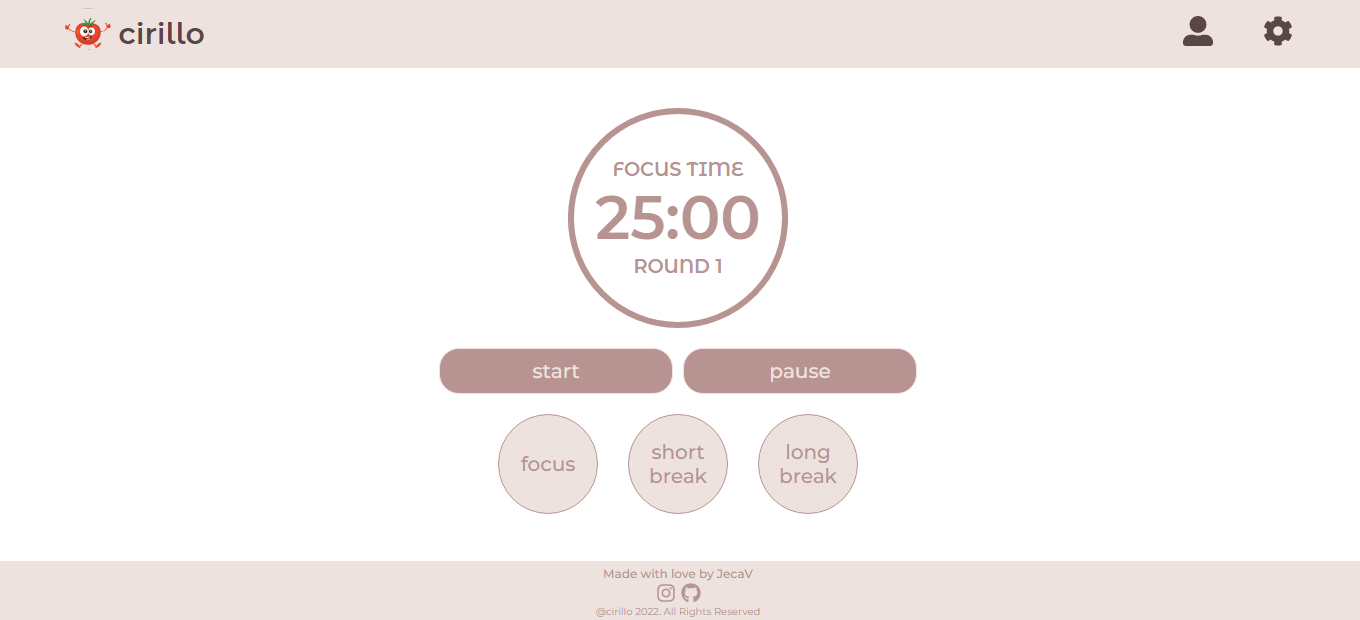 cirillo
FOCUS TIME
25:00
ROUND 1
start
pause
focus
short
break
long
break
Made with love by JecaV
@cirillo 2022. All Rights Reserved